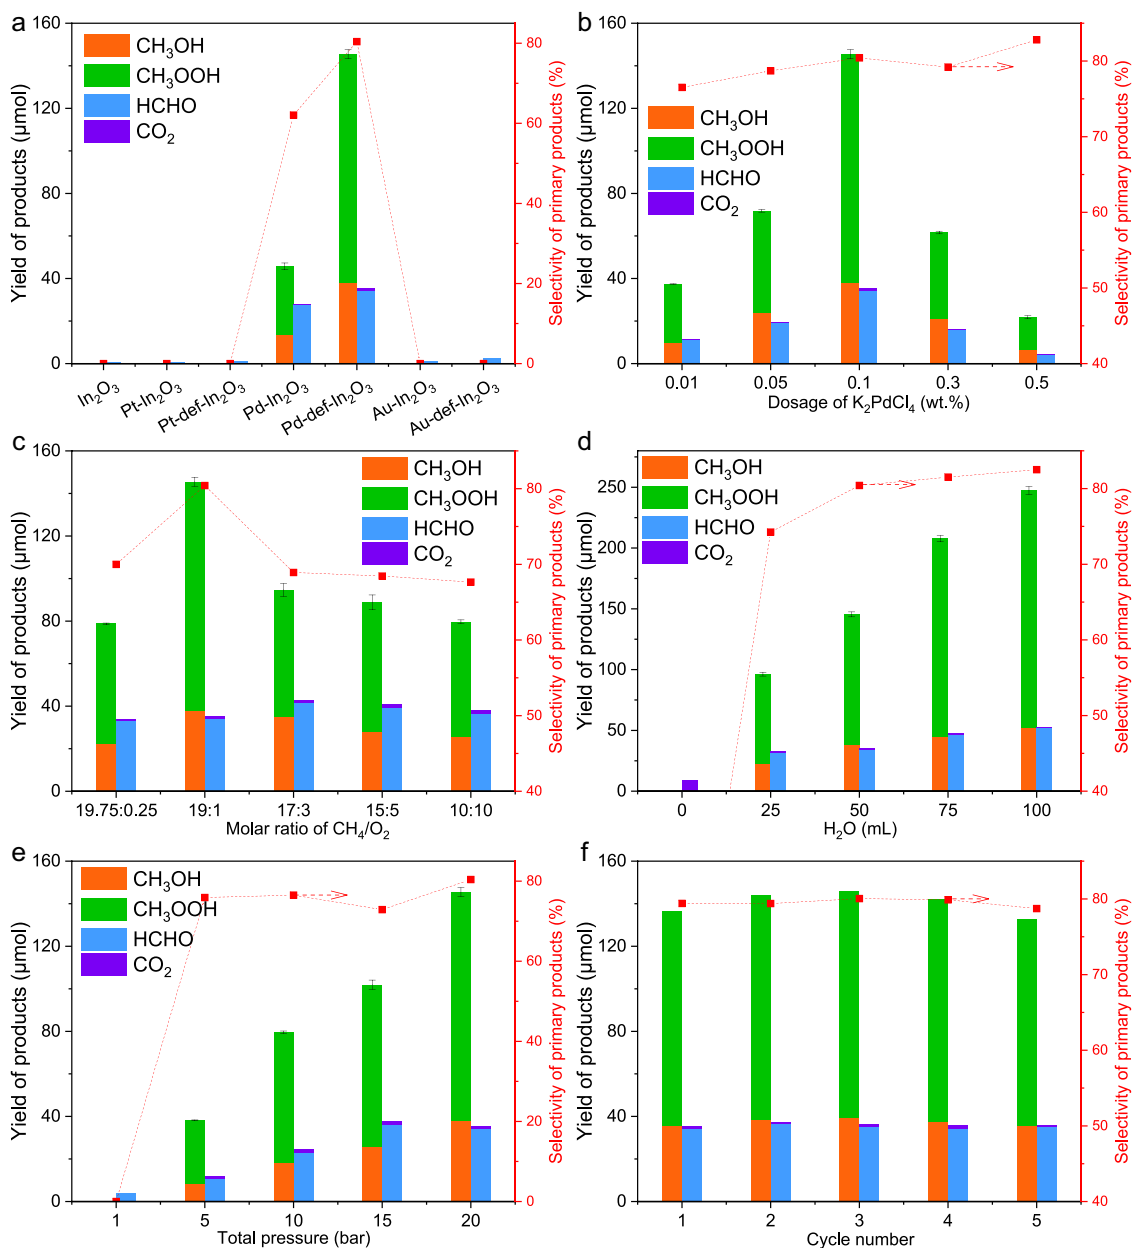 a
CH₃OH
CH₃OOH
HCHO
CO₂
Yield of products (μmol)
0
40
80
120
160
Selectivity of primary products (%)
0
20
40
60
80
In₂O₃
Pt-In₂O₃
Pt-def-In₂O₃
Pd-In₂O₃
Pd-def-In₂O₃
Au-In₂O₃
Au-def-In₂O₃
b
CH₃OH
CH₃OOH
HCHO
CO₂
Yield of products (μmol)
0
40
80
120
160
Selectivity of primary products (%)
40
50
60
70
80
0.01 0.05 0.1 0.3 0.5
Dosage of K₂PdCl₄ (wt.%)
c
CH₃OH
CH₃OOH
HCHO
CO₂
Yield of products (μmol)
0
40
80
120
160
Selectivity of primary products (%)
40
50
60
70
80
19.75:0.25 19:1 17:3 15:5 10:10
Molar ratio of CH₄/O₂
d
CH₃OH
CH₃OOH
HCHO
CO₂
Yield of products (μmol)
0
50
100
150
200
250
Selectivity of primary products (%)
40
50
60
70
80
0 25 50 75 100
H₂O (mL)
e
CH₃OH
CH₃OOH
HCHO
CO₂
Yield of products (μmol)
0
40
80
120
160
Selectivity of primary products (%)
0
20
40
60
80
1 5 10 15 20
Total pressure (bar)
f
Yield of products (μmol)
0
40
80
120
160
Selectivity of primary products (%)
40
50
60
70
80
1 2 3 4 5
Cycle number